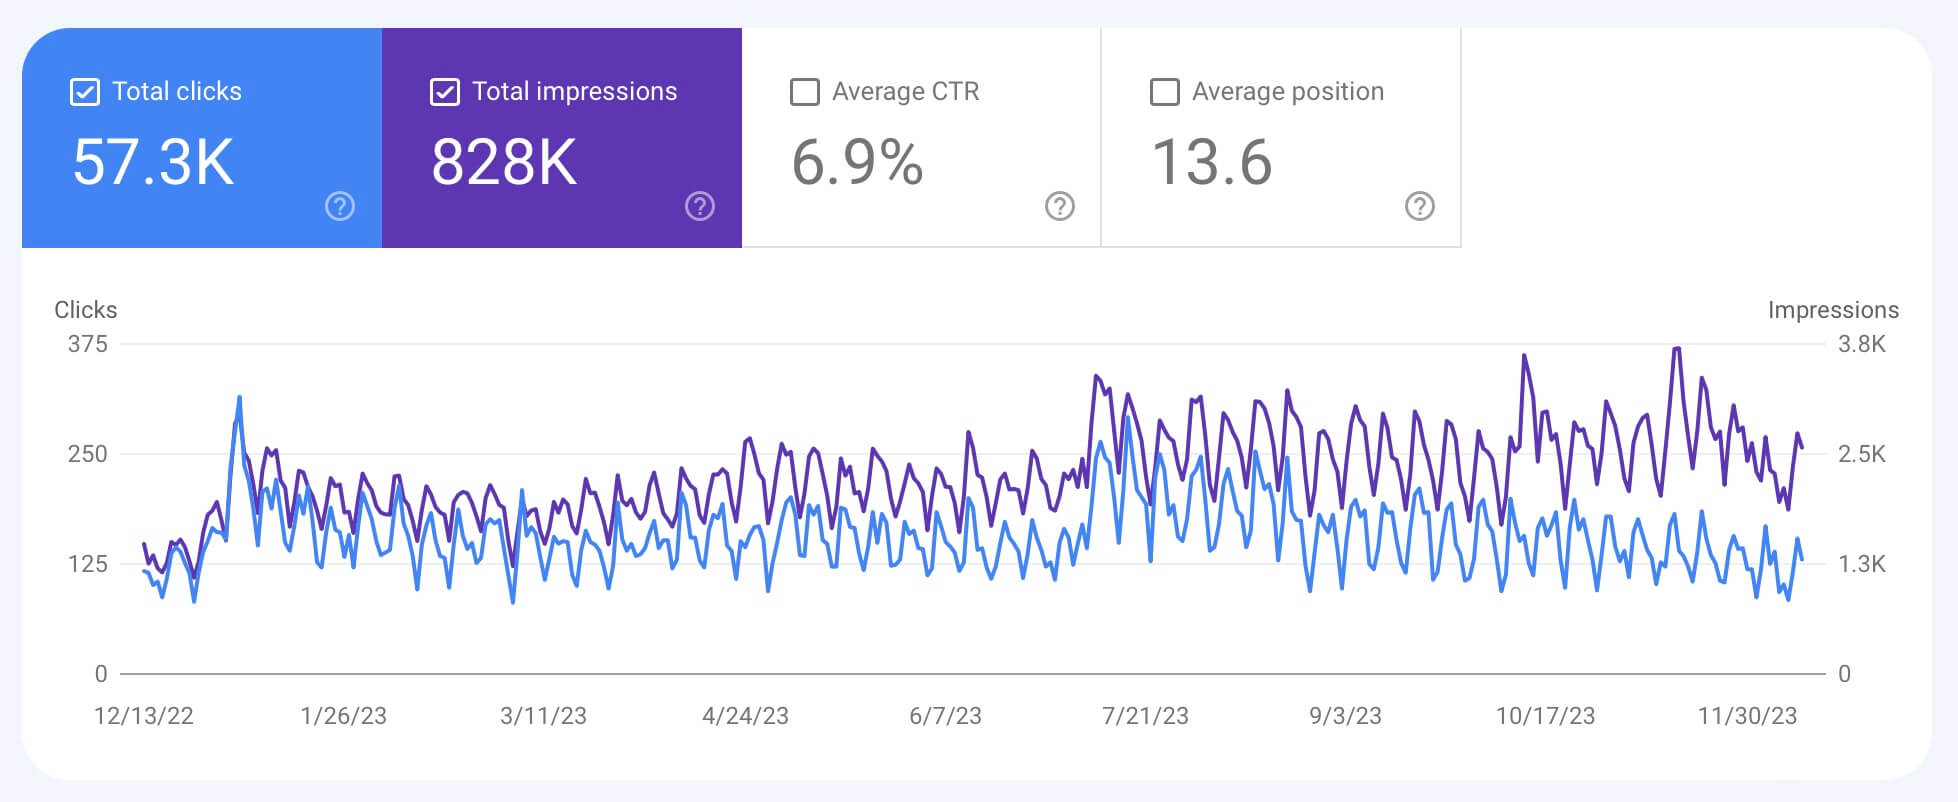 Total clicks
57.3K
Total impressions
828K
Average CTR
6.9%
Average position
13.6
Clicks
Impressions
375
3.8K
250
2.5K
125
1.3K
0
0
12/13/22 1/26/23 3/11/23 4/24/23 6/7/23 7/21/23 9/3/23 10/17/23 11/30/23